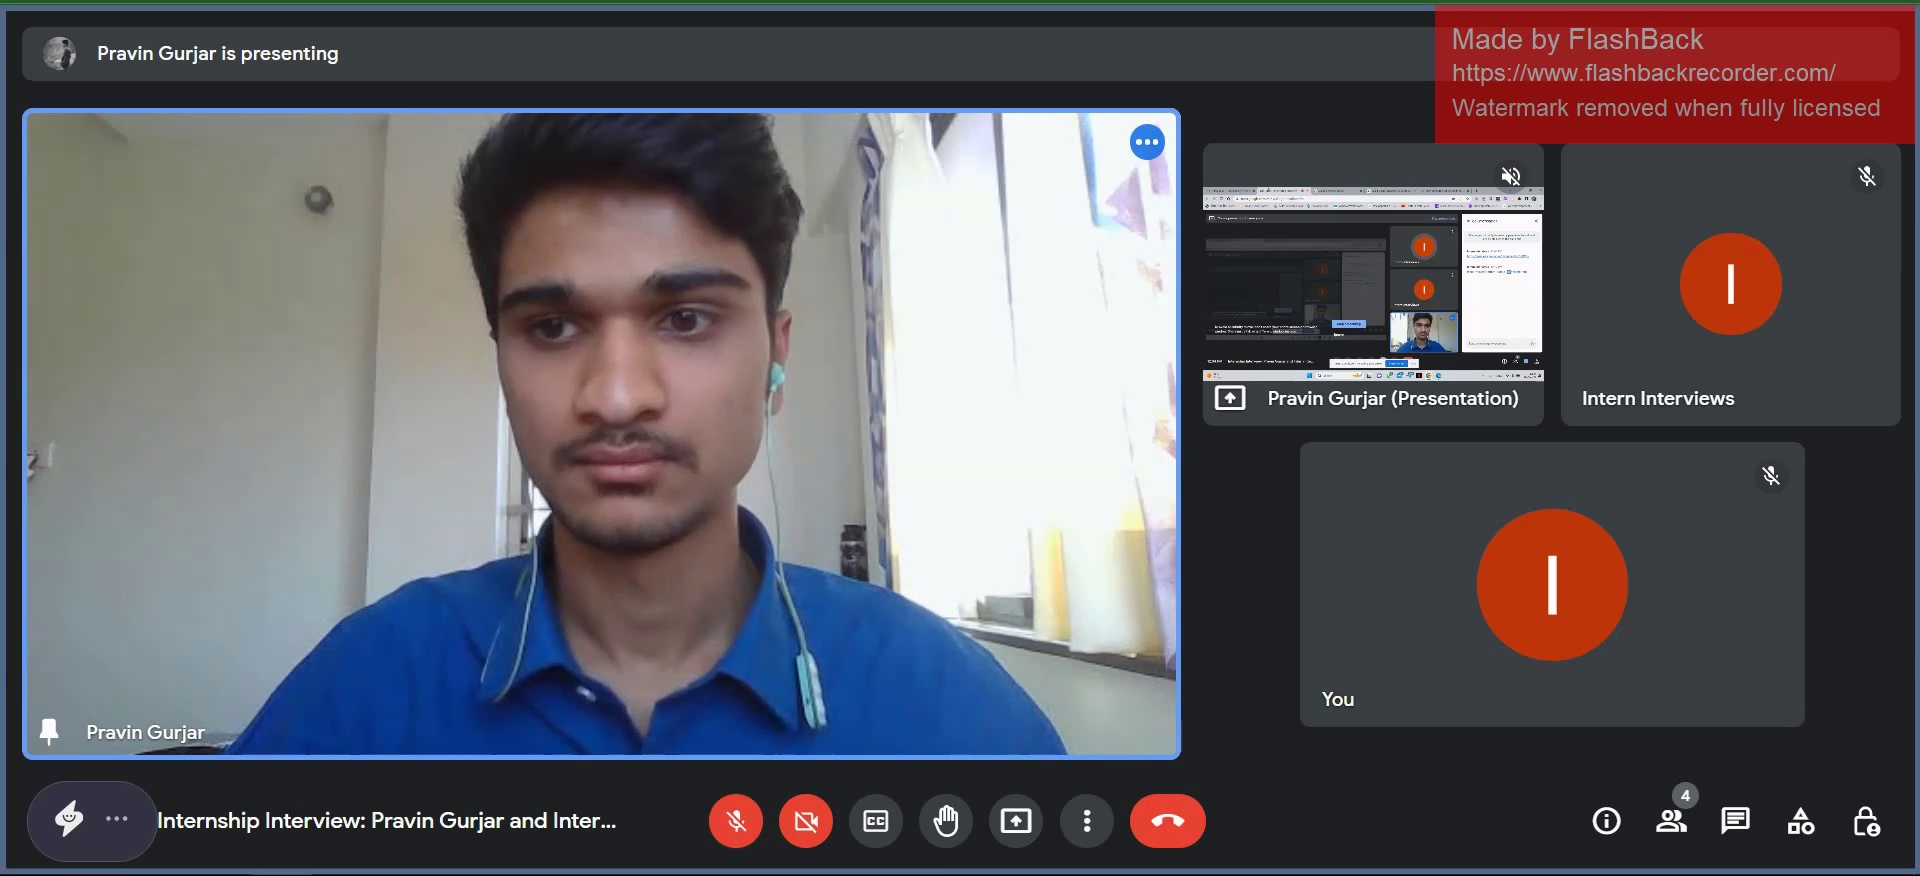 Pravin Gurjar is presenting
Made by FlashBack
https://www.flashbackrecorder.com/
Watermark removed when fully licensed
Pravin Gurjar (Presentation)
I
Intern Interviews
I
You
Pravin Gurjar
Internship Interview: Pravin Gurjar and Inter...
CC
4